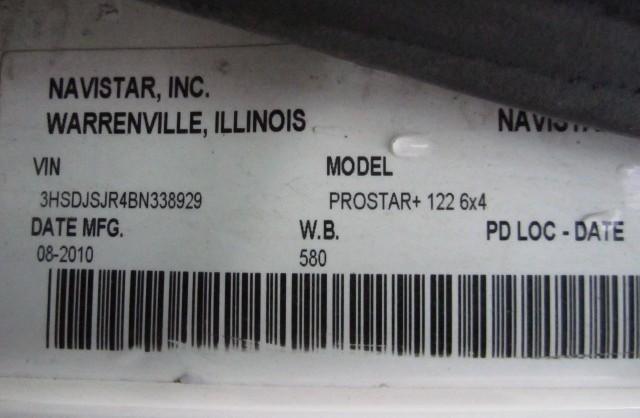 NAVISTAR, INC.
WARRENVILLE, ILLINOIS
VIN MODEL
3HSDJSJR4BN338929 PROSTAR+ 122 6x4
DATE MFG. W.B. PD LOC - DATE
08-2010 580